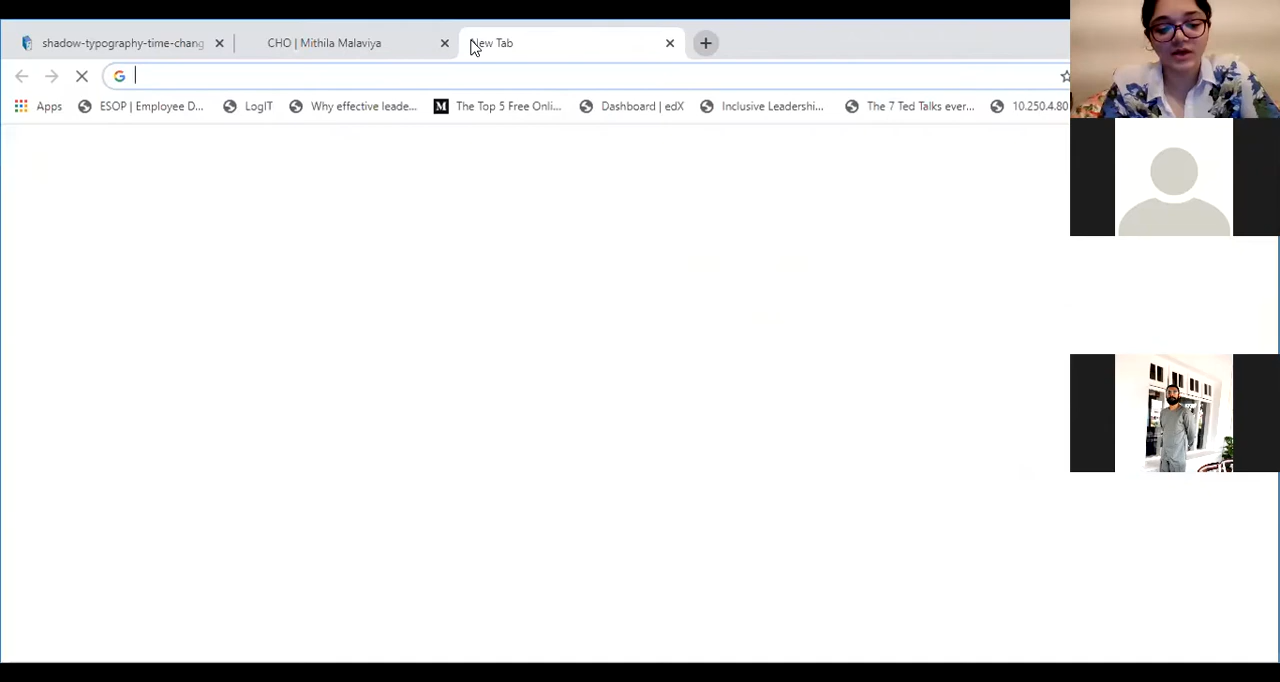 shadow-typography-time-chang
CHO | Mithila Malaviya
New Tab
Apps
ESOP | Employee D...
LogIT
Why effective leade...
The Top 5 Free Onli...
Dashboard | edX
Inclusive Leadershi...
The 7 Ted Talks ever...
10.250.4.80